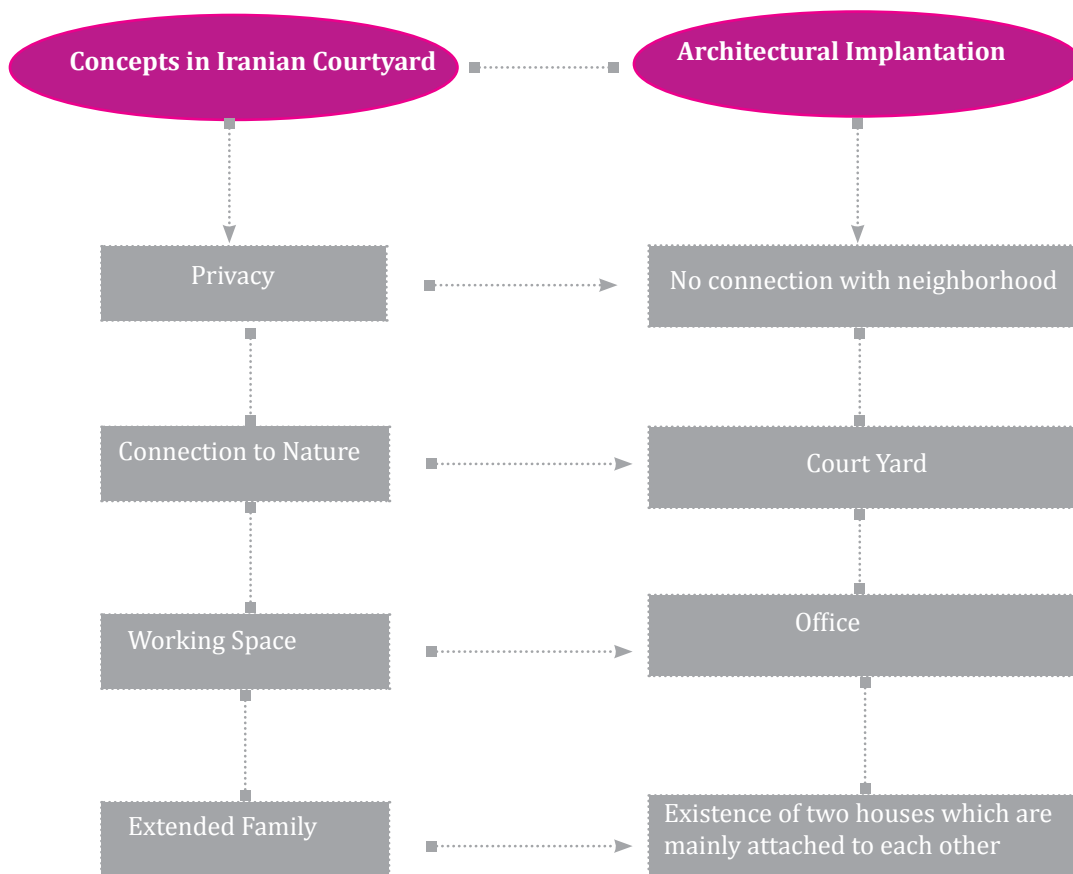 Concepts in Iranian Courtyard
Architectural Implantation
Privacy
No connection with neighborhood
Connection to Nature
Court Yard
Working Space
Office
Extended Family
Existence of two houses which are
mainly attached to each other